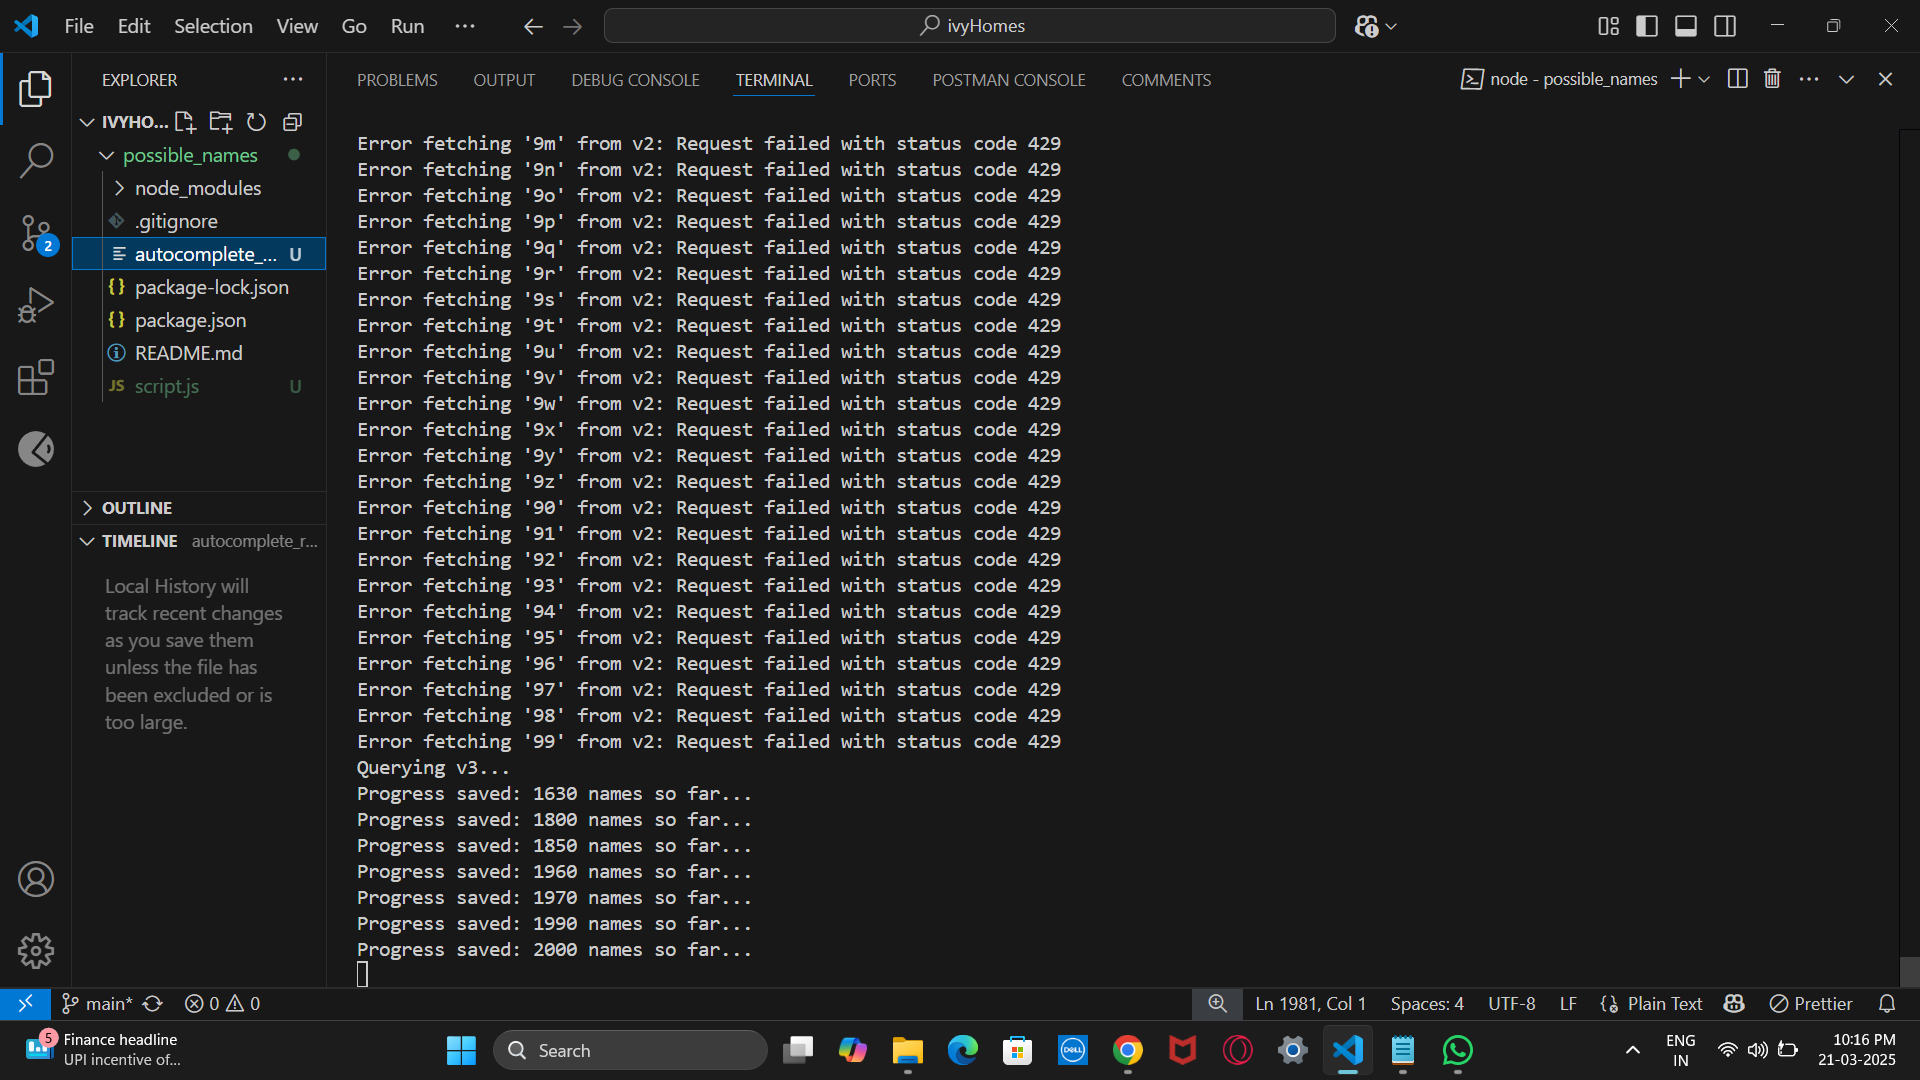 File Edit Selection View Go Run ...
ivyHomes
EXPLORER
IVYHO...
possible_names
node_modules
.gitignore
autocomplete_... U
package-lock.json
package.json
README.md
JS script.js U
2
OUTLINE
TIMELINE autocomplete_r...
Local History will
track recent changes
as you save them
unless the file has
been excluded or is
too large.
PROBLEMS OUTPUT DEBUG CONSOLE TERMINAL PORTS POSTMAN CONSOLE COMMENTS
node - possible_names
Error fetching '9m' from v2: Request failed with status code 429
Error fetching '9n' from v2: Request failed with status code 429
Error fetching '9o' from v2: Request failed with status code 429
Error fetching '9p' from v2: Request failed with status code 429
Error fetching '9q' from v2: Request failed with status code 429
Error fetching '9r' from v2: Request failed with status code 429
Error fetching '9s' from v2: Request failed with status code 429
Error fetching '9t' from v2: Request failed with status code 429
Error fetching '9u' from v2: Request failed with status code 429
Error fetching '9v' from v2: Request failed with status code 429
Error fetching '9w' from v2: Request failed with status code 429
Error fetching '9x' from v2: Request failed with status code 429
Error fetching '9y' from v2: Request failed with status code 429
Error fetching '9z' from v2: Request failed with status code 429
Error fetching '90' from v2: Request failed with status code 429
Error fetching '91' from v2: Request failed with status code 429
Error fetching '92' from v2: Request failed with status code 429
Error fetching '93' from v2: Request failed with status code 429
Error fetching '94' from v2: Request failed with status code 429
Error fetching '95' from v2: Request failed with status code 429
Error fetching '96' from v2: Request failed with status code 429
Error fetching '97' from v2: Request failed with status code 429
Error fetching '98' from v2: Request failed with status code 429
Error fetching '99' from v2: Request failed with status code 429
Querying v3...
Progress saved: 1630 names so far...
Progress saved: 1800 names so far...
Progress saved: 1850 names so far...
Progress saved: 1960 names so far...
Progress saved: 1970 names so far...
Progress saved: 1990 names so far...
Progress saved: 2000 names so far...
main* 0 0 Ln 1981, Col 1 Spaces: 4 UTF-8 LF Plain Text Prettier
5
Finance headline
UPI incentive of...
Search
DELL
ENG
IN
10:16 PM
21-03-2025